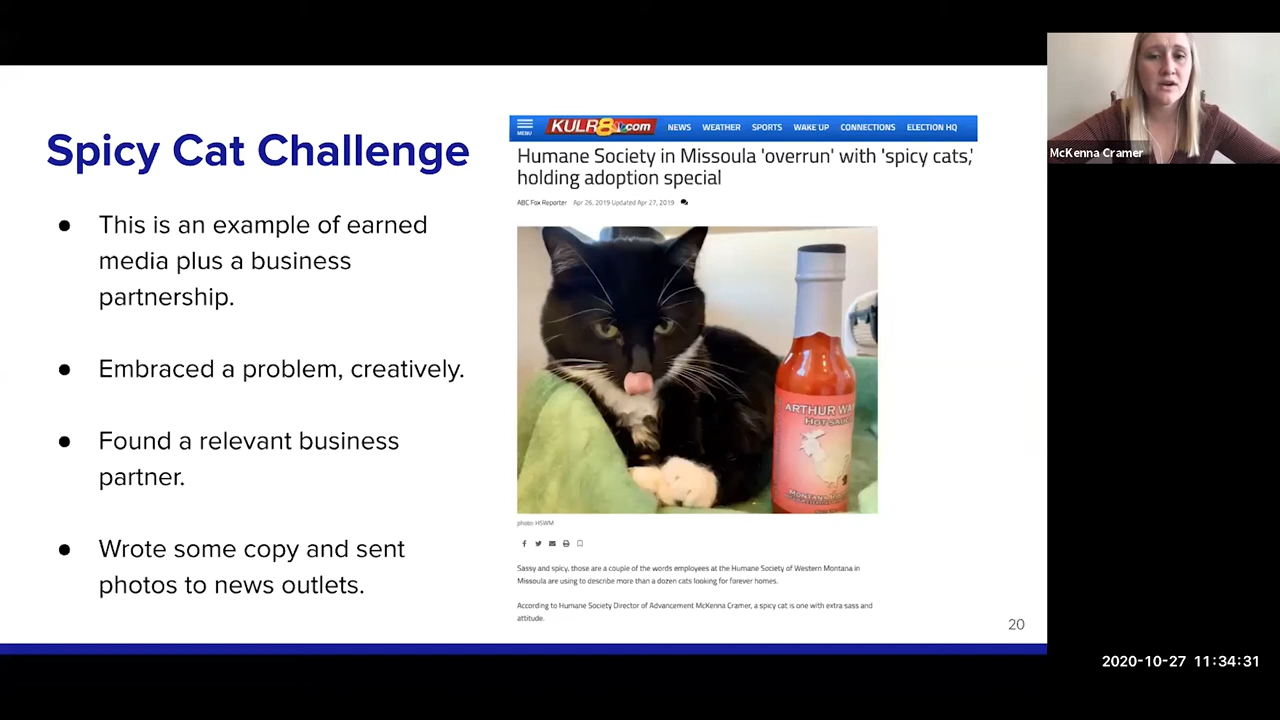 Spicy Cat Challenge
● This is an example of earned
media plus a business
partnership.
● Embraced a problem, creatively.
● Found a relevant business
partner.
● Wrote some copy and sent
photos to news outlets.
MENU
KULR8TV.com
NEWS WEATHER SPORTS WAKE UP CONNECTIONS ELECTION HQ
Humane Society in Missoula 'overrun' with 'spicy cats,'
holding adoption special
ABC Fox Reporter Apr 26, 2019 Updated Apr 27, 2019
ARTHUR
HOT SAUCE
MONTANA
photo: HSWM
Sassy and spicy, those are a couple of the words employees at the Humane Society of Western Montana in
Missoula are using to describe more than a dozen cats looking for forever homes.
According to Humane Society Director of Advancement McKenna Cramer, a spicy cat is one with extra sass and
attitude.
20
McKenna Cramer
2020-10-27 11:34:31